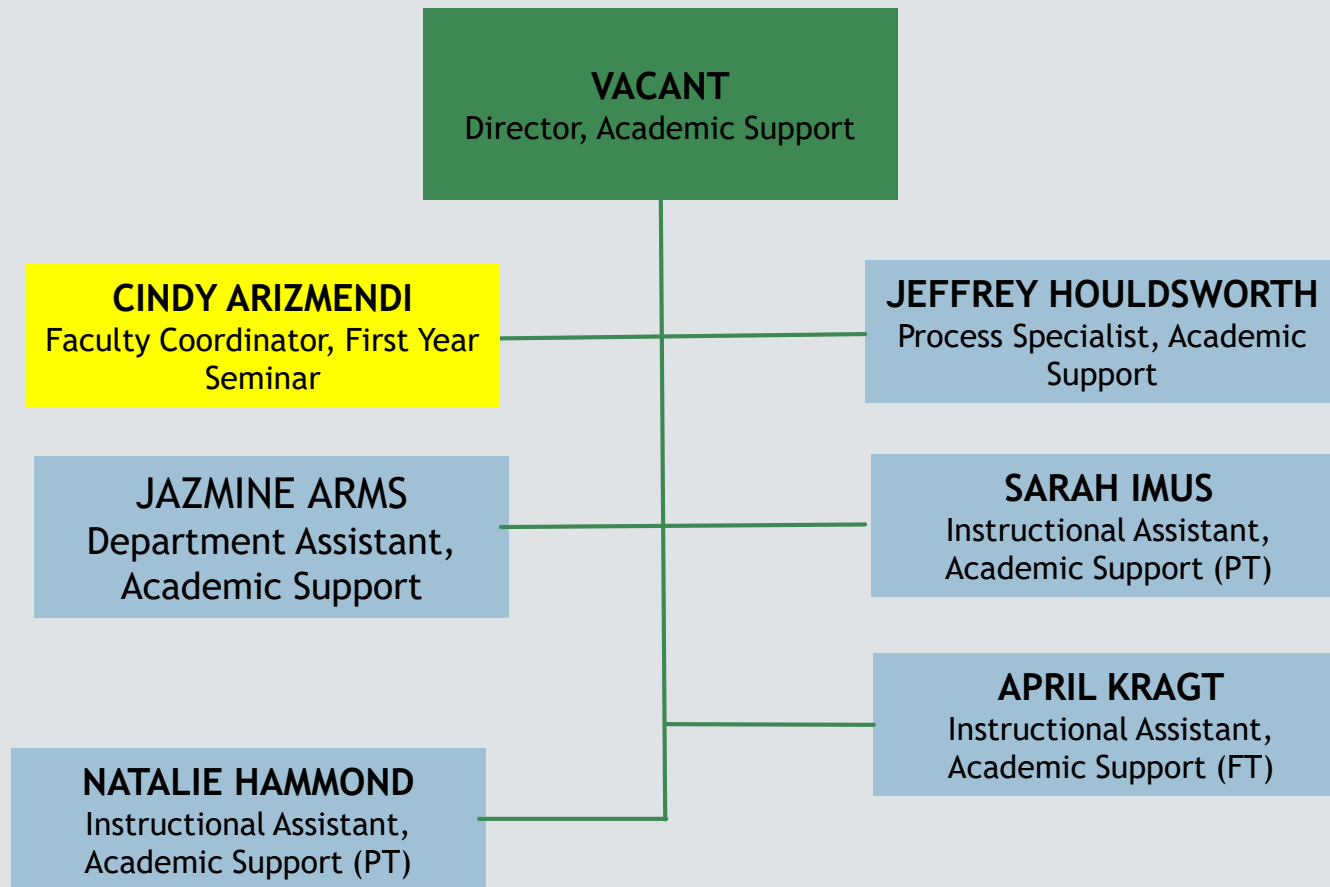 VACANT
Director, Academic Support
CINDY ARIZMENDI
Faculty Coordinator, First Year
Seminar
JEFFREY HOULDSWORTH
Process Specialist, Academic
Support
JAZMINE ARMS
Department Assistant,
Academic Support
SARAH IMUS
Instructional Assistant,
Academic Support (PT)
APRIL KRAGT
Instructional Assistant,
Academic Support (FT)
NATALIE HAMMOND
Instructional Assistant,
Academic Support (PT)